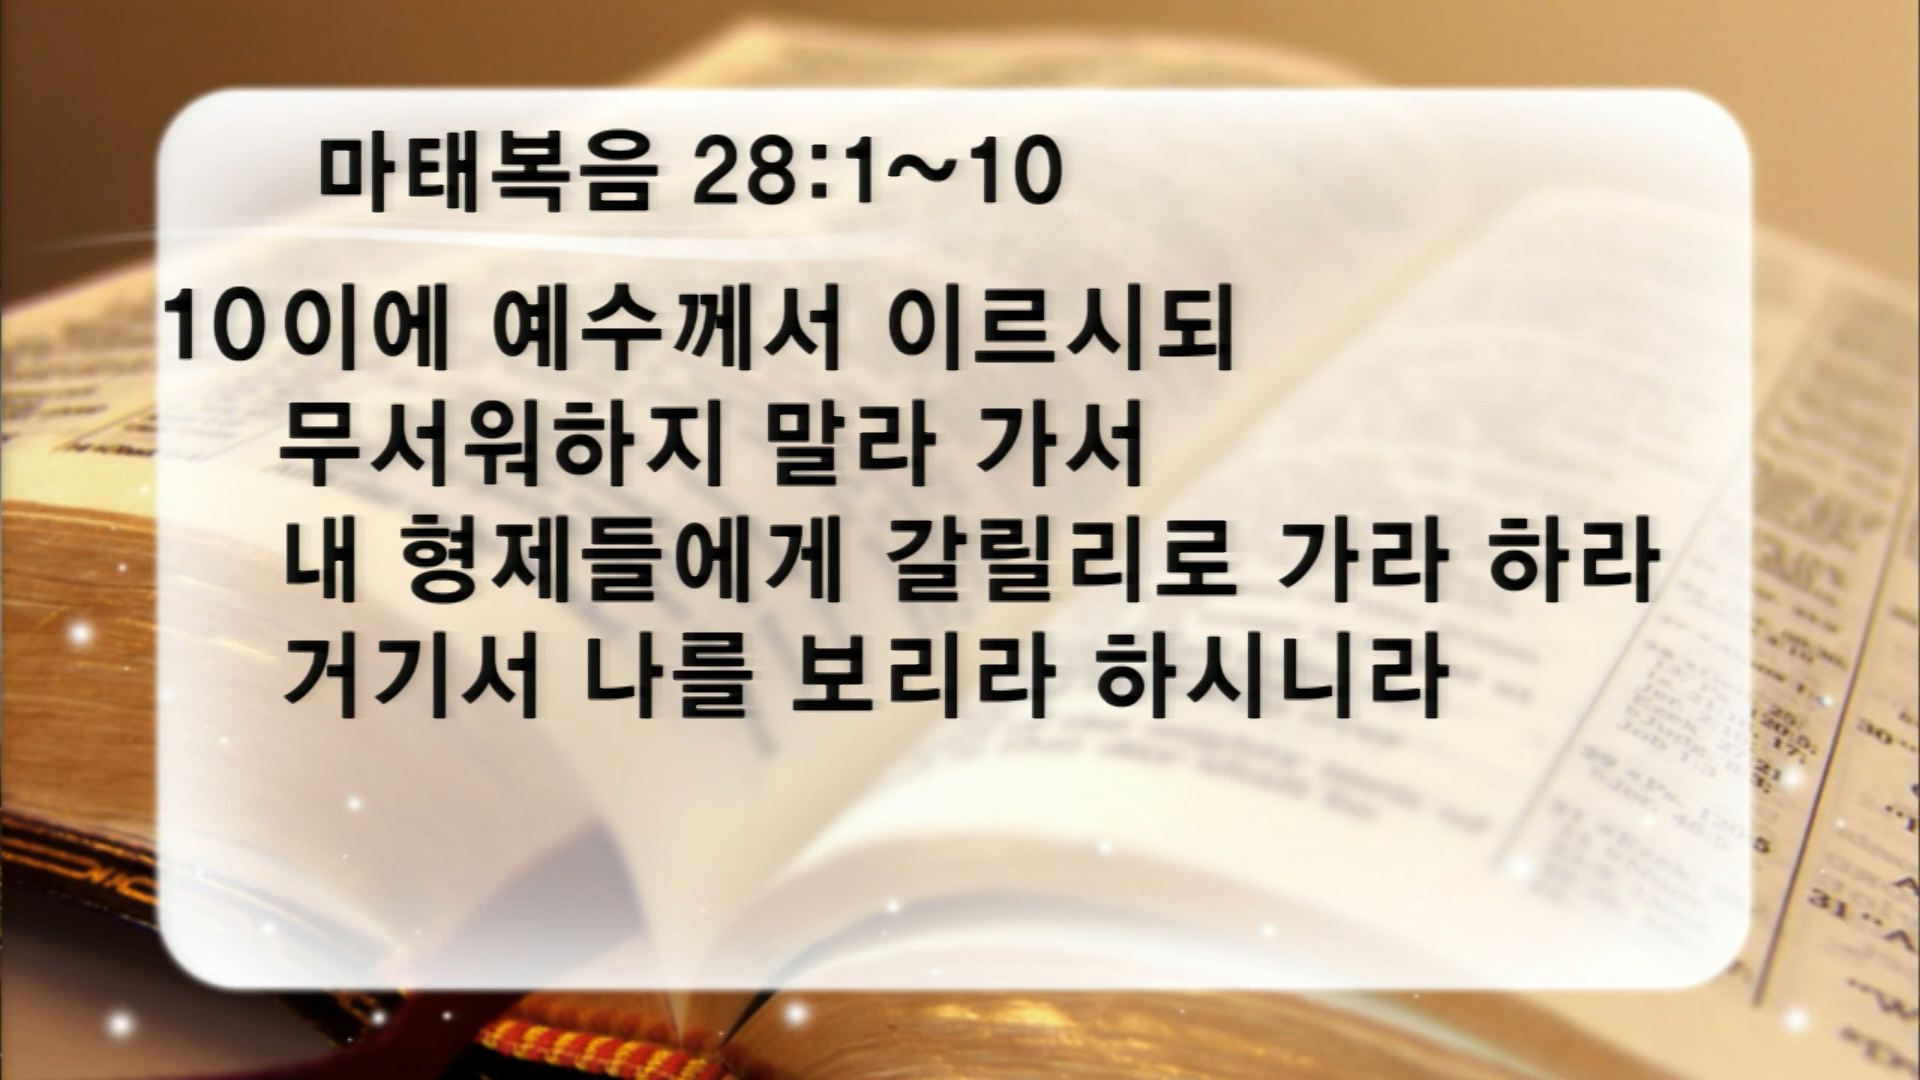 마태복음 28:1~10
10이에 예수께서 이르시되
무서워하지 말라 가서
내 형제들에게 갈릴리로 가라 하라
거기서 나를 보리라 하시니라